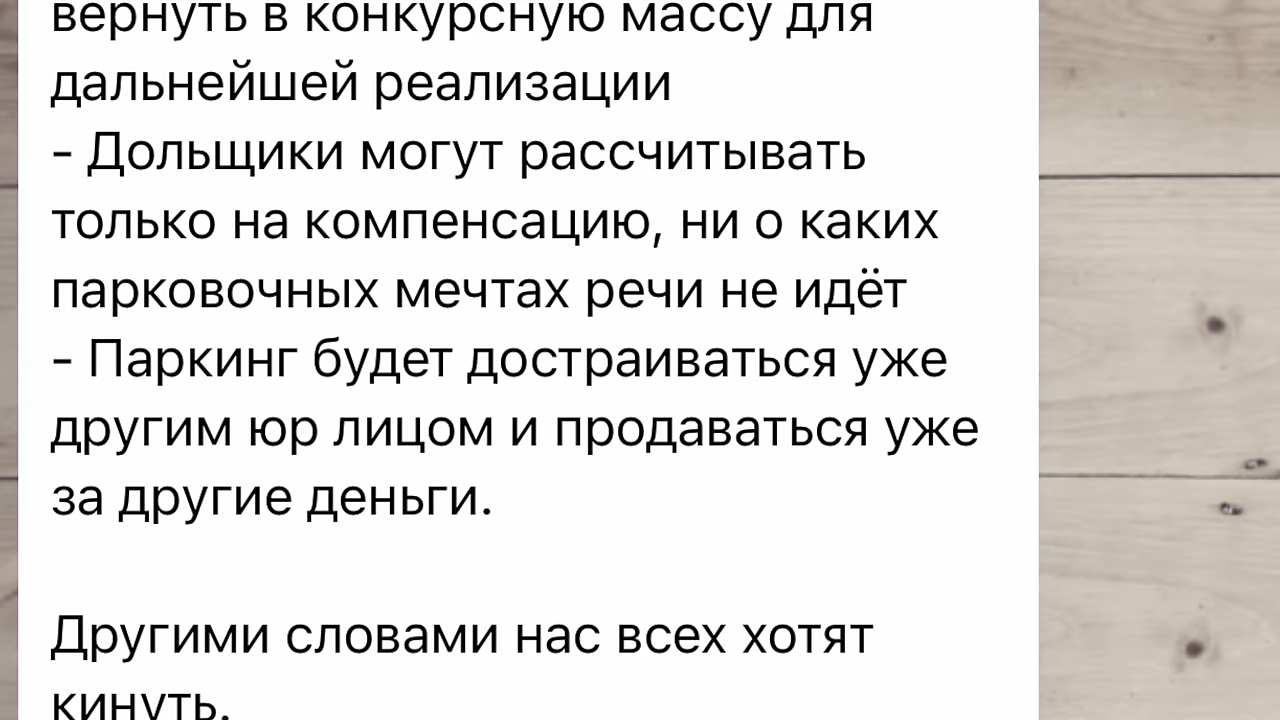 вернуть в конкурсную массу для
дальнейшей реализации
- Дольщики могут рассчитывать
только на компенсацию, ни о каких
парковочных мечтах речи не идёт
- Паркинг будет достраиваться уже
другим юр лицом и продаваться уже
за другие деньги.
Другими словами нас всех хотят
кинуть.